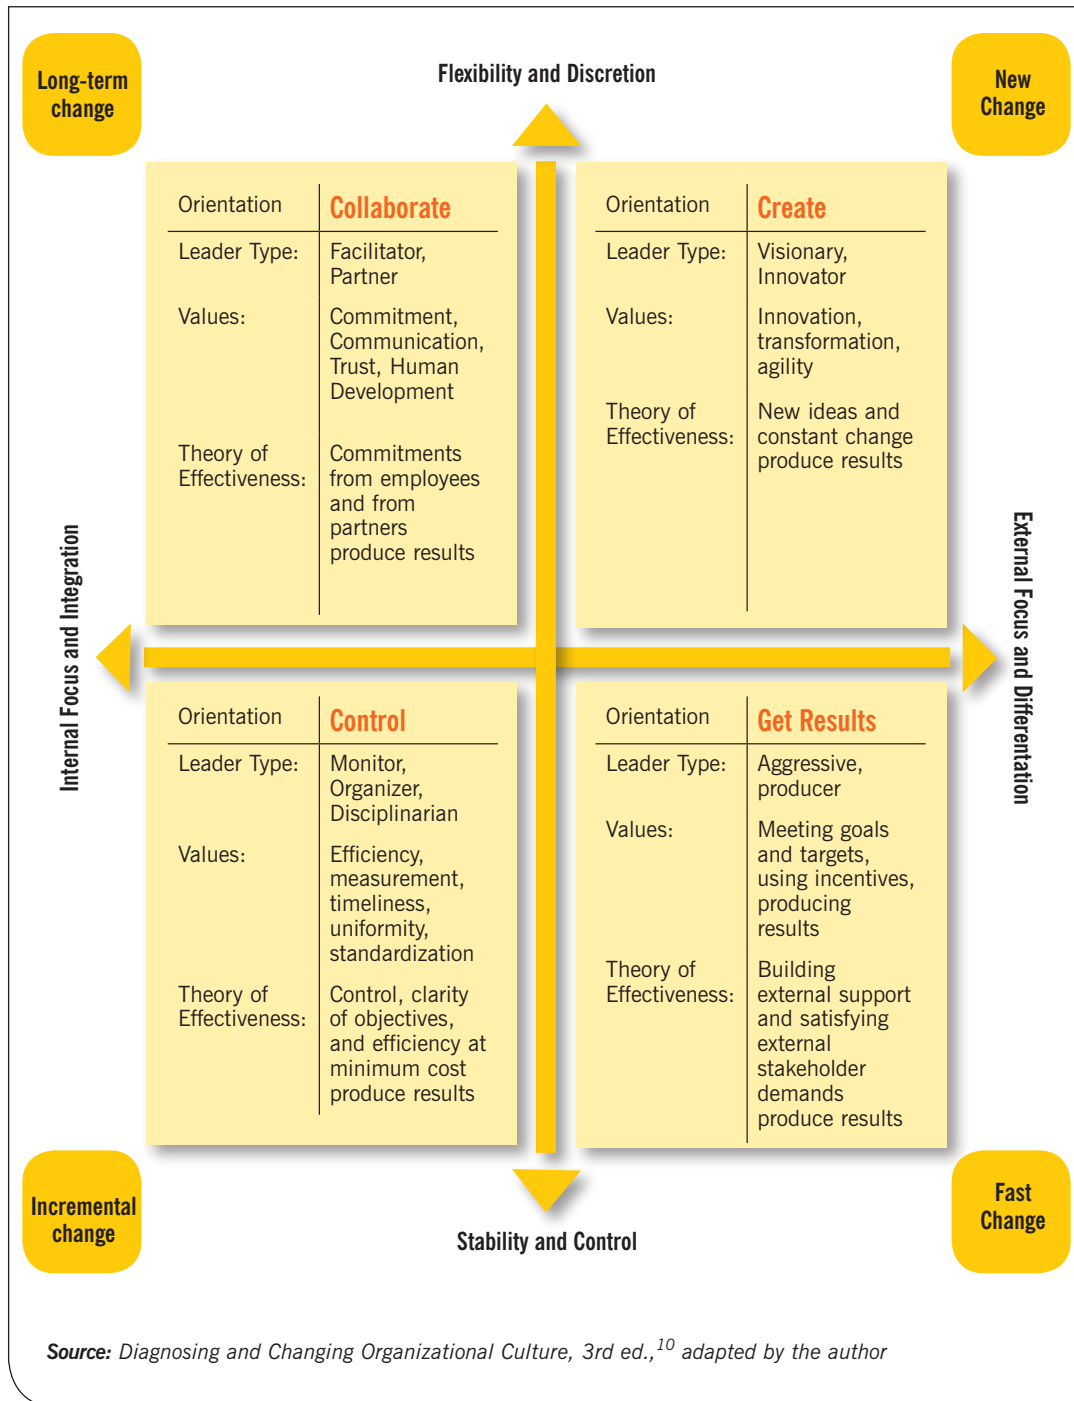 Long-term
change
Flexibility and Discretion
New
Change
Orientation
Collaborate
Leader Type:
Facilitator,
Partner
Values:
Commitment,
Communication,
Trust, Human
Development
Theory of
Effectiveness:
Commitments
from employees
and from
partners
produce results
Orientation
Create
Leader Type:
Visionary,
Innovator
Values:
Innovation,
transformation,
agility
Theory of
Effectiveness:
New ideas and
constant change
produce results
Internal Focus and Integration
External Focus and Differentation
Orientation
Control
Leader Type:
Monitor,
Organizer,
Disciplinarian
Values:
Efficiency,
measurement,
timeliness,
uniformity,
standardization
Theory of
Effectiveness:
Control, clarity
of objectives,
and efficiency at
minimum cost
produce results
Orientation
Get Results
Leader Type:
Aggressive,
producer
Values:
Meeting goals
and targets,
using incentives,
producing
results
Theory of
Effectiveness:
Building
external support
and satisfying
external
stakeholder
demands
produce results
Incremental
change
Stability and Control
Fast
Change
Source: Diagnosing and Changing Organizational Culture, 3rd ed.,10 adapted by the author